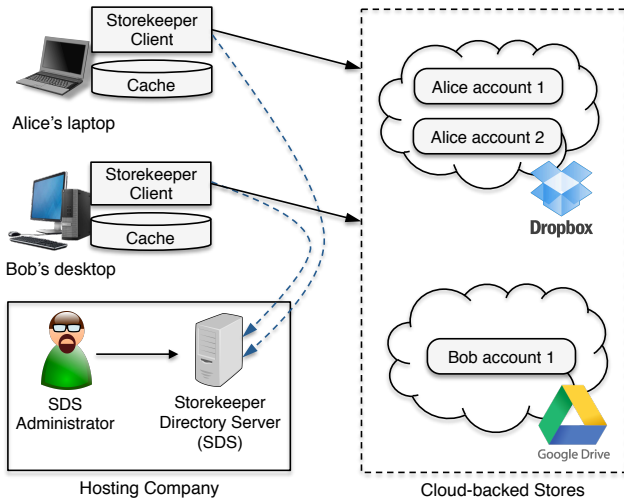 Storekeeper
Client
Cache
Alice's laptop
Storekeeper
Client
Cache
Bob's desktop
SDS
Administrator
Storekeeper
Directory Server
(SDS)
Hosting Company
Alice account 1
Alice account 2
Dropbox
Bob account 1
Google Drive
Cloud-backed Stores